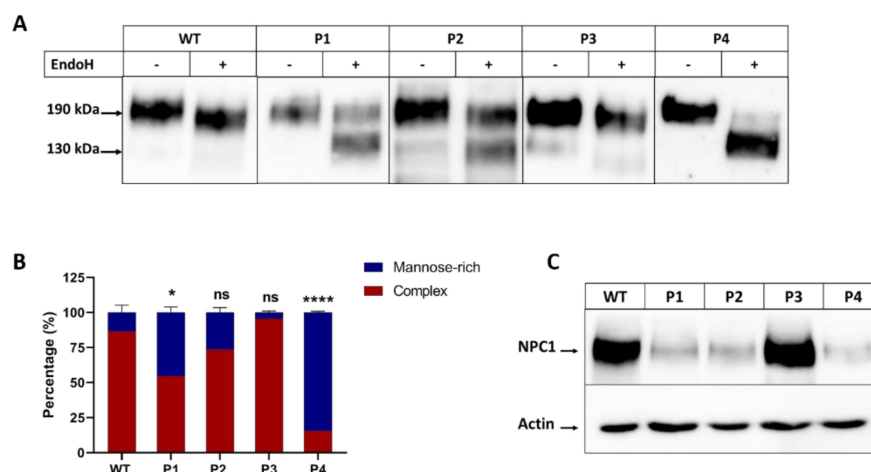 A
WT P1 P2 P3 P4
EndoH - + - + - + - + - +
190 kDa
130 kDa
B
Percentage (%)
125
100
75
50
25
0
* ns ns ****
WT P1 P2 P3 P4
Mannose-rich
Complex
C
WT P1 P2 P3 P4
NPC1
Actin